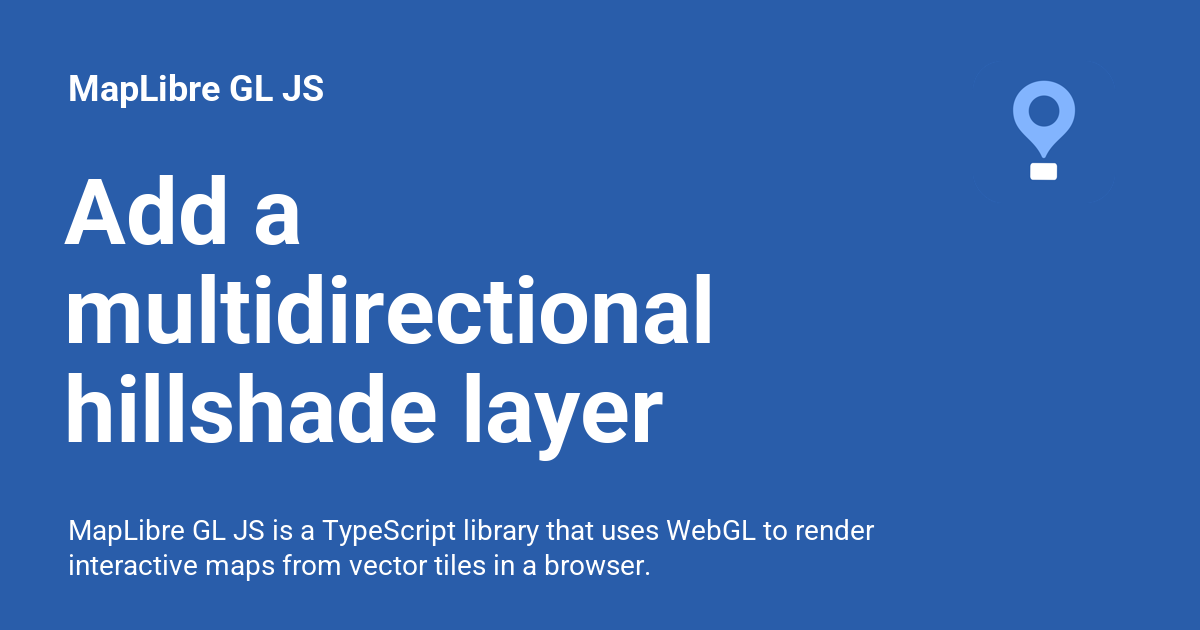 MapLibre GL JS
Add a
multidirectional
hillshade layer
MapLibre GL JS is a TypeScript library that uses WebGL to render
interactive maps from vector tiles in a browser.